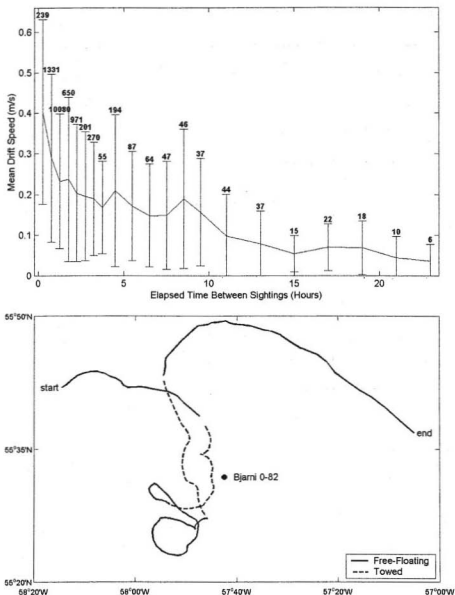 Mean Drift Speed (m/s)
0.6
0.5
0.4
0.3
0.2
0.1
0
239
1331
10080
650
971
201
270
55
194
87
64
47
46
37
44
37
15
22
18
10
6
0 5 10 15 20
Elapsed Time Between Sightings (Hours)
55°50'N
55°35'N
55°20'N
start
end
Bjarni 0-82
Free-Floating
Towed
58°20'W 58°00'W 57°40'W 57°20'W 57°00'W